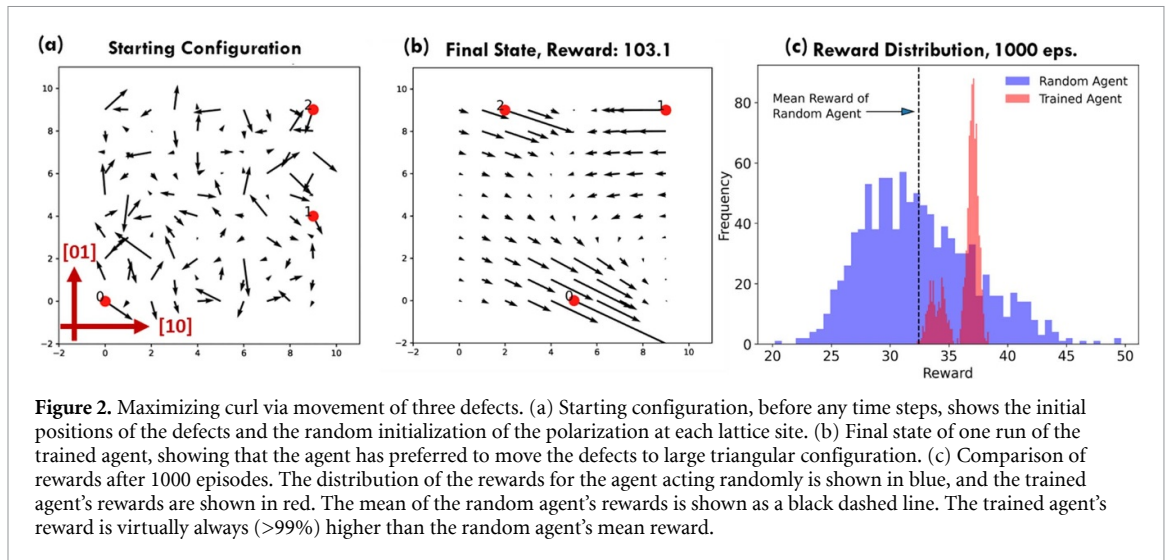 (a)
Starting Configuration
10
8
6
4
2
0
−2
−2
0
2
4
6
8
10
2
1
0
[01]
[10]
(b)
Final State, Reward: 103.1
10
8
6
4
2
0
−2
−2
0
2
4
6
8
10
2
1
0
(c)
Reward Distribution, 1000 eps.
Random Agent
Trained Agent
Mean Reward of
Random Agent
Frequency
80
60
40
20
0
20
25
30
35
40
45
50
Reward
Figure 2. Maximizing curl via movement of three defects. (a) Starting configuration, before any time steps, shows the initial
positions of the defects and the random initialization of the polarization at each lattice site. (b) Final state of one run of the
trained agent, showing that the agent has preferred to move the defects to large triangular configuration. (c) Comparison of
rewards after 1000 episodes. The distribution of the rewards for the agent acting randomly is shown in blue, and the trained
agent's rewards are shown in red. The mean of the random agent's rewards is shown as a black dashed line. The trained agent's
reward is virtually always (>99%) higher than the random agent's mean reward.